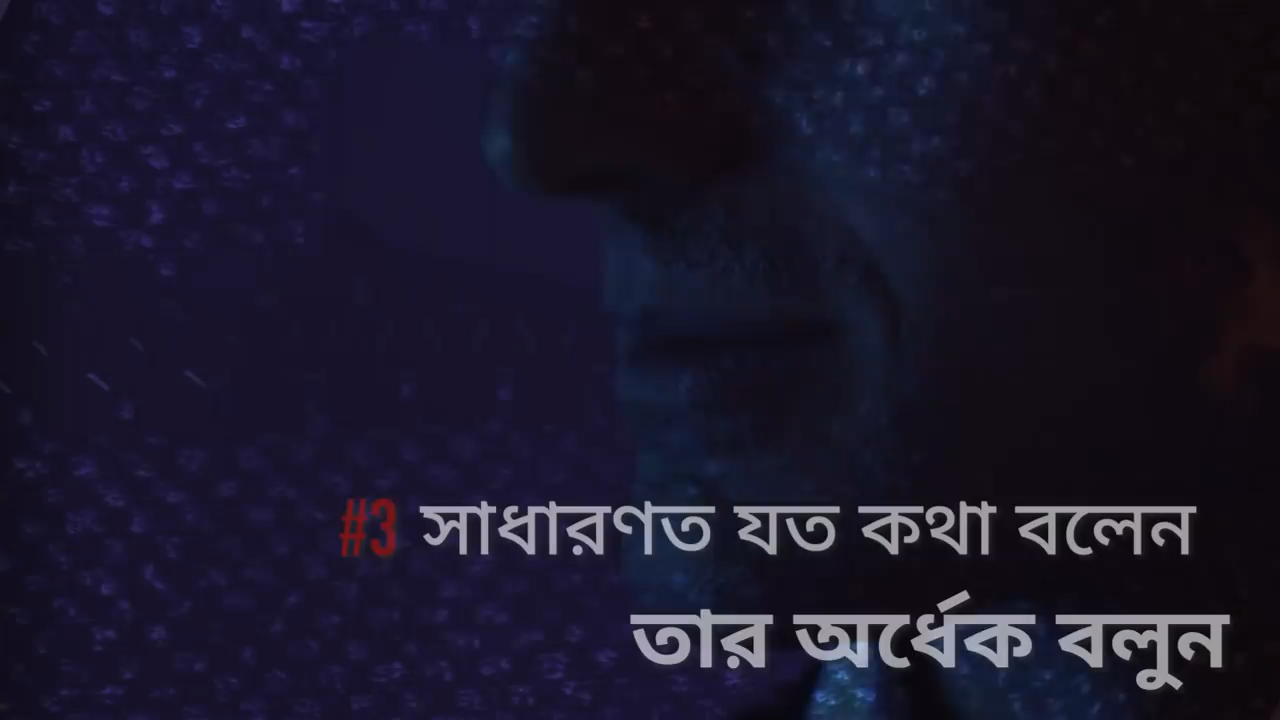 #3 সাধারণত যত কথা বলেন
তার অর্ধেক বলুন